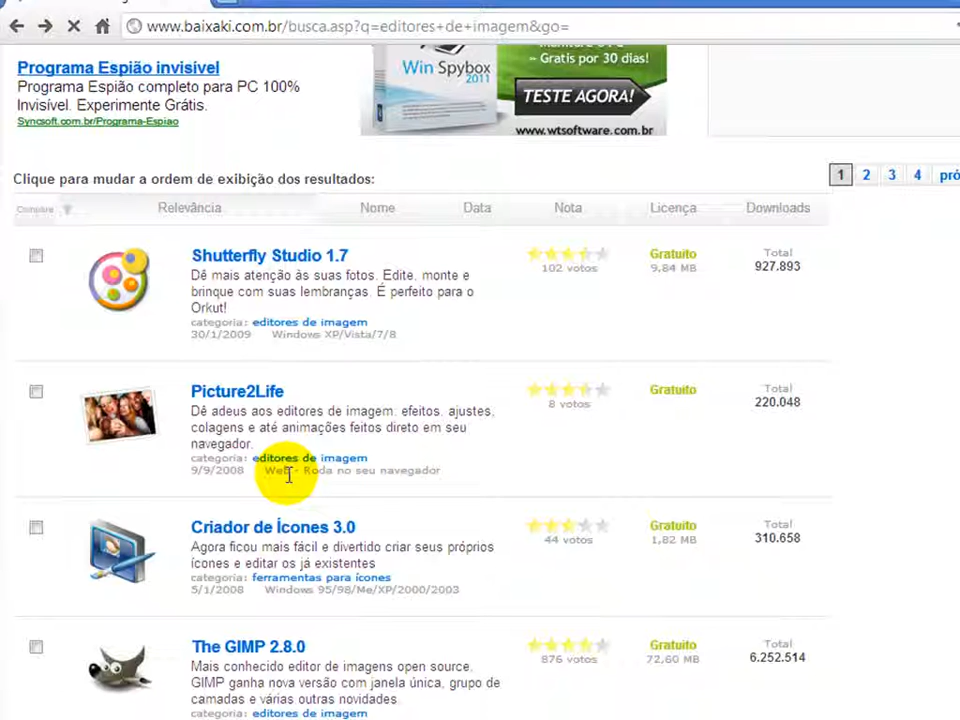 www.baixaki.com.br/busca.asp?q=editores+de+imagem&go=
Programa Espião invisivel
Programa Espião completo para PC 100%
Invisível. Experimente Grátis.
Syncsoft.com.br/Programa-Espiao
Win Spybox
2011
– Gratis por 30 dias!
TESTE AGORA!
www.wtsoftware.com.br
Clique para mudar a ordem de exibição dos resultados:
1 2 3 4 pró
Compare Relevância Nome Data Nota Licença Downloads
Shutterfly Studio 1.7
Dê mais atenção às suas fotos. Edite, monte e
brinque com suas lembranças. É perfeito para o
Orkut!
categoria: editores de imagem
30/1/2009 Windows XP/Vista/7/8
102 votos
Gratuito
9,84 MB
Total
927.893
Picture2Life
Dê adeus aos editores de imagem: efeitos, ajustes,
colagens e até animações feitos direto em seu
navegador.
categoria: editores de imagem
9/9/2008 Web - Roda no seu navegador
8 votos
Gratuito
Total
220.048
Criador de Ícones 3.0
Agora ficou mais fácil e divertido criar seus próprios
ícones e editar os já existentes
categoria: ferramentas para ícones
5/1/2008 Windows 95/98/Me/XP/2000/2003
44 votos
Gratuito
1,82 MB
Total
310.658
The GIMP 2.8.0
Mais conhecido editor de imagens open source,
GIMP ganha nova versão com janela única, grupo de
camadas e várias outras novidades.
categoria: editores de imagem
876 votos
Gratuito
72,60 MB
Total
6.252.514